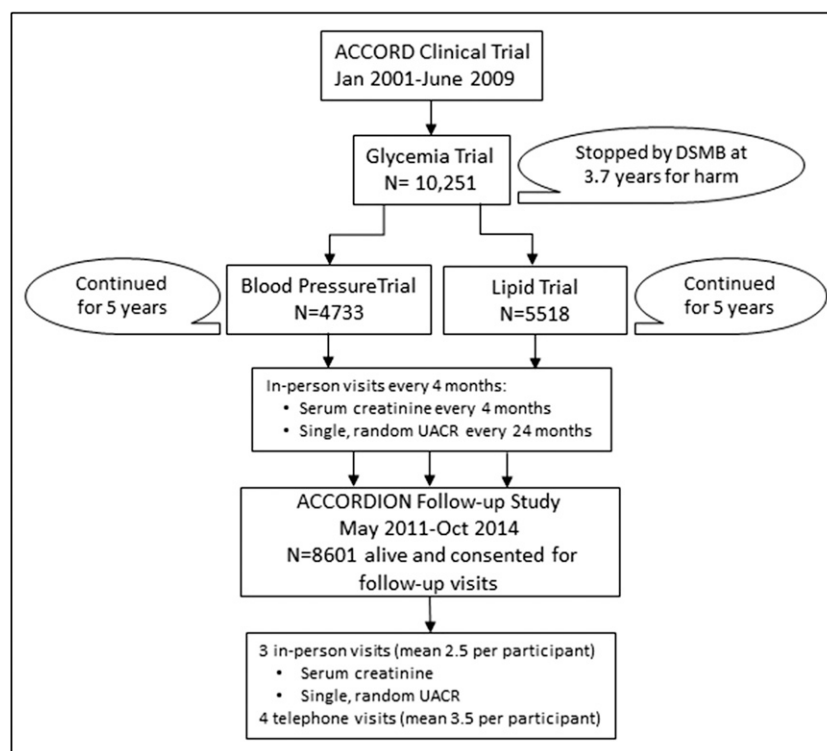 ACCORD Clinical Trial
Jan 2001-June 2009
Glycemia Trial
N= 10,251
Stopped by DSMB at
3.7 years for harm
Continued
for 5 years
Blood PressureTrial
N=4733
Lipid Trial
N=5518
Continued
for 5 years
In-person visits every 4 months:
• Serum creatinine every 4 months
• Single, random UACR every 24 months
ACCORDION Follow-up Study
May 2011-Oct 2014
N=8601 alive and consented for
follow-up visits
3 in-person visits (mean 2.5 per participant)
• Serum creatinine
• Single, random UACR
4 telephone visits (mean 3.5 per participant)